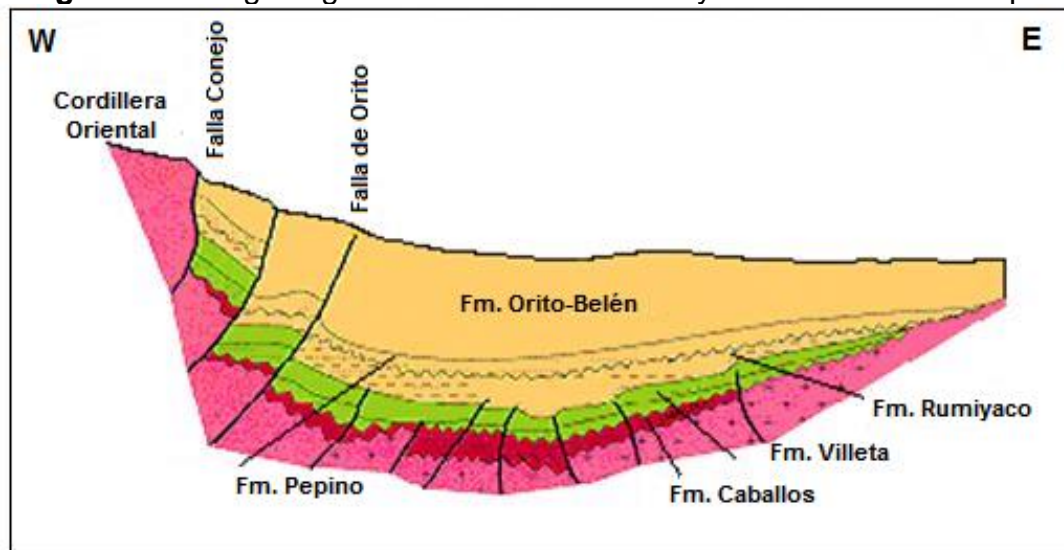 W
E
Cordillera
Oriental
Falla Conejo
Falla de Orito
Fm. Orito-Belén
Fm. Rumiyaco
Fm. Villeta
Fm. Pepino
Fm. Caballos